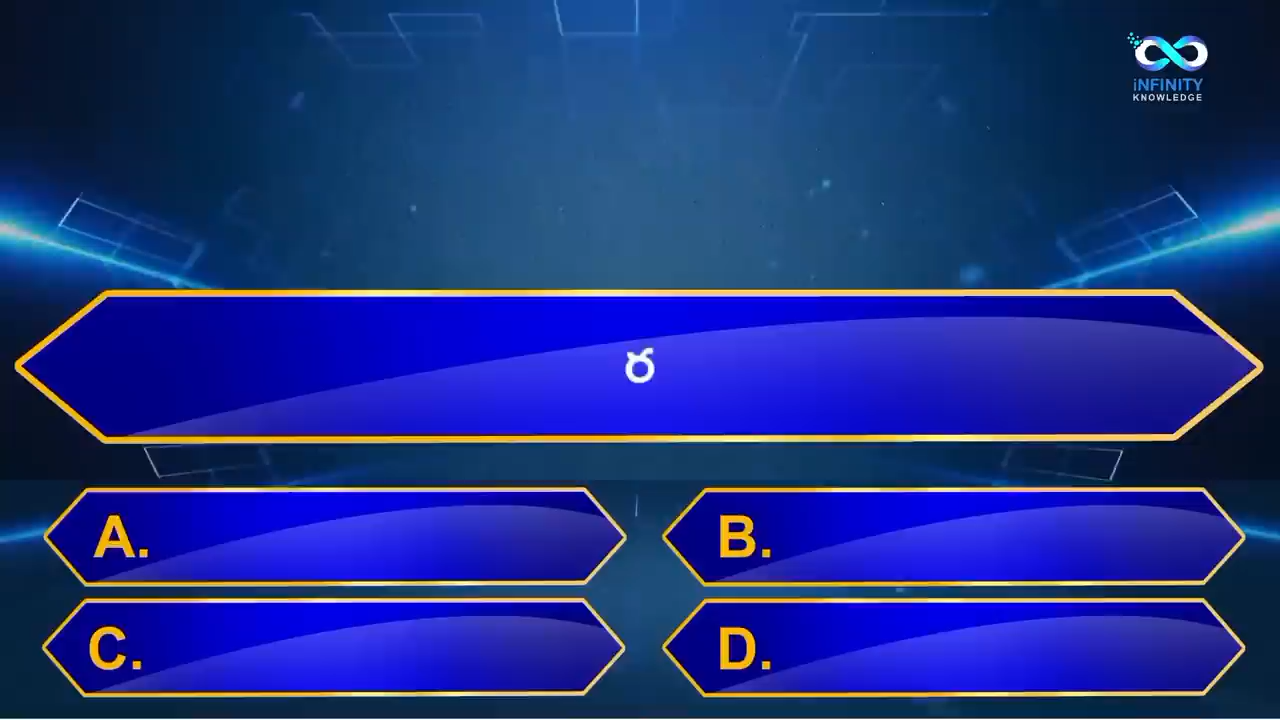 iNFINITY
KNOWLEDGE
ర
A.
B.
C.
D.